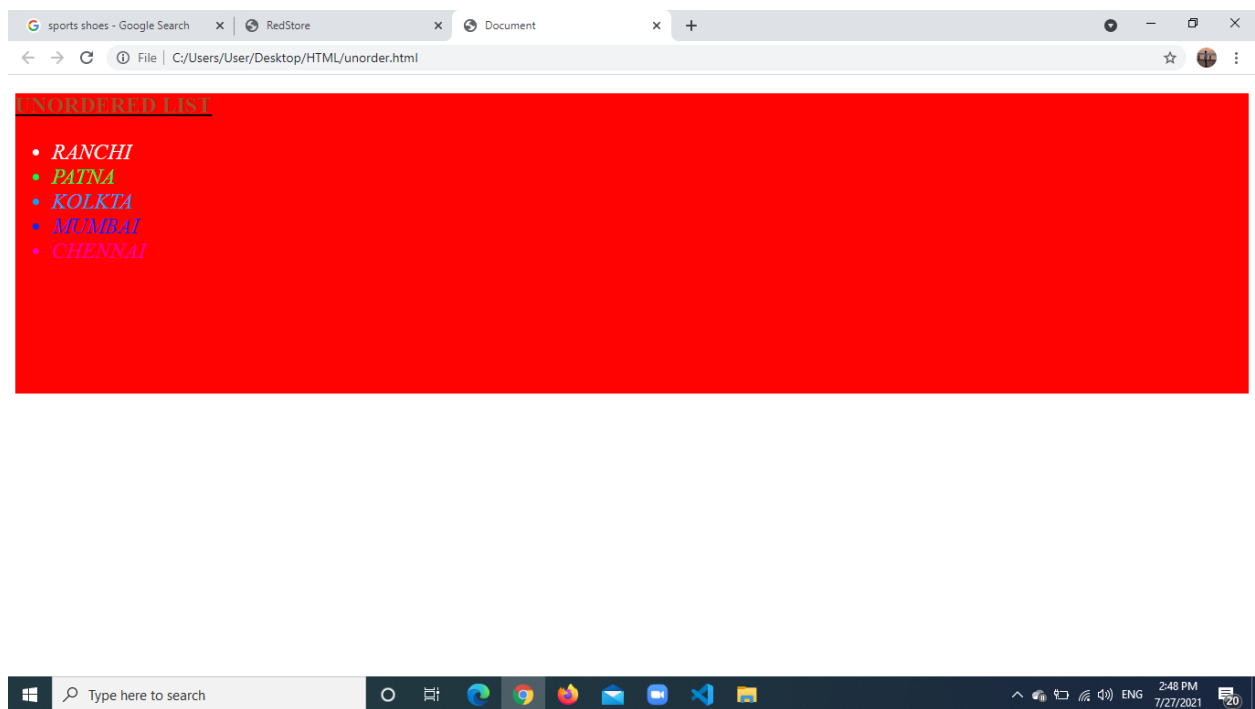 sports shoes - Google Search
RedStore
Document
File | C:/Users/User/Desktop/HTML/unorder.html
UNORDERED LIST
RANCHI
PATNA
KOLKTA
MUMBAI
CHENNAI
Type here to search
ENG
2:48 PM
7/27/2021
20